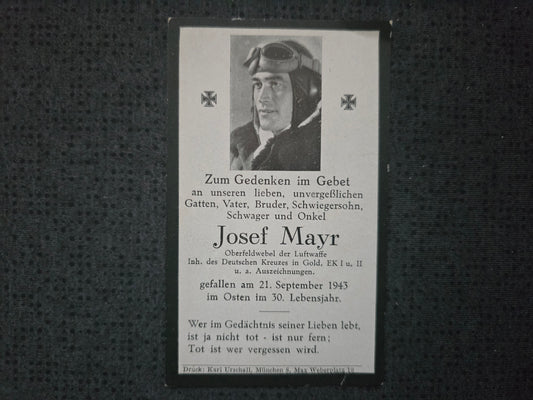 Zum Gedenken im Gebet
an unseren lieben, unvergeßlichen
Gatten, Vater, Bruder, Schwiegersohn,
Schwager und Onkel
Josef Mayr
Oberfeldwebel der Luftwaffe
Inh. des Deutschen Kreuzes in Gold, EK I u. II
u. a. Auszeichnungen.
gefallen am 21. September 1943
im Osten im 30. Lebensjahr.
Wer im Gedächtnis seiner Lieben lebt,
ist ja nicht tot - ist nur fern;
Tot ist wer vergessen wird.
Druck: Karl Urschall, München 8, Max Weberplatz